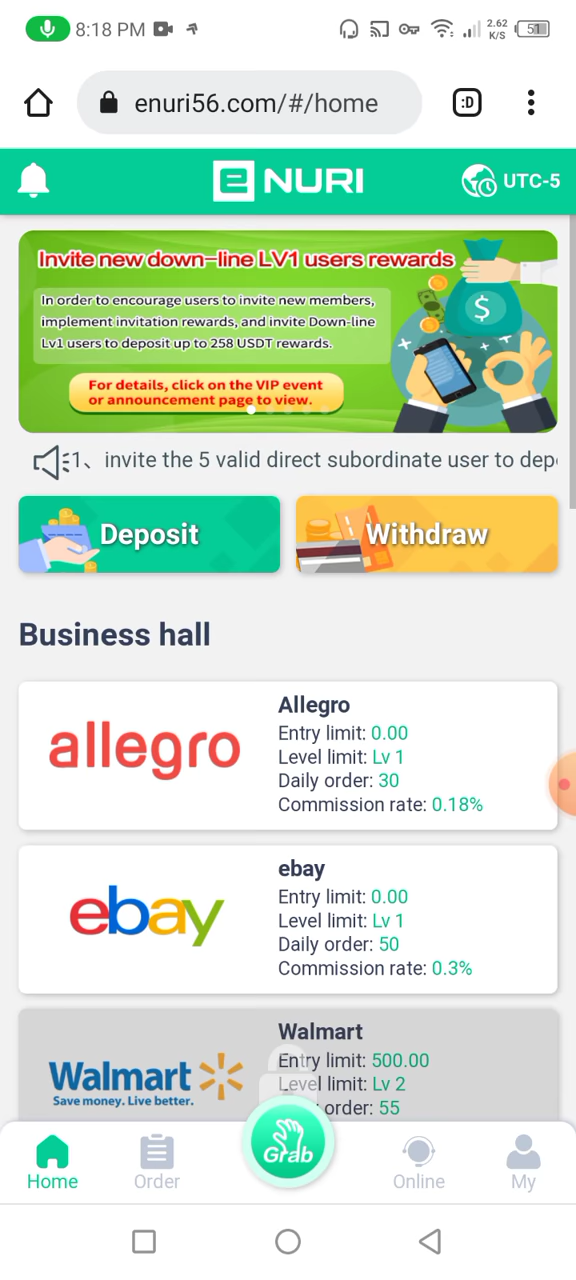 8:18 PM
2.62
K/S
51
enuri56.com/#/home
:D
e NURI
UTC-5
Invite new down-line LV1 users rewards
In order to encourage users to invite new members,
implement invitation rewards, and invite Down-line
Lv1 users to deposit up to 258 USDT rewards.
For details, click on the VIP event
or announcement page to view.
1、 invite the 5 valid direct subordinate user to dep
Deposit
Withdraw
Business hall
allegro
Allegro
Entry limit: 0.00
Level limit: Lv 1
Daily order: 30
Commission rate: 0.18%
ebay
ebay
Entry limit: 0.00
Level limit: Lv 1
Daily order: 50
Commission rate: 0.3%
Walmart
Save money. Live better.
Walmart
Entry limit: 500.00
Level limit: Lv 2
order: 55
Home
Order
Grab
Online
My